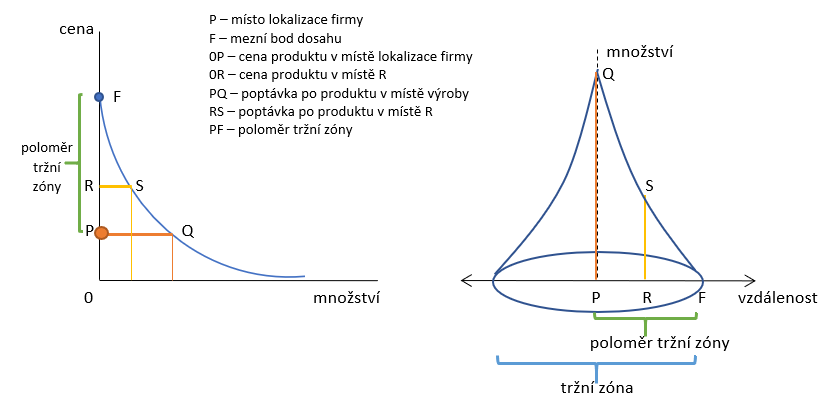 P – místo lokalizace firmy
F – mezní bod dosahu
0P – cena produktu v místě lokalizace firmy
0R – cena produktu v místě R
PQ – poptávka po produktu v místě výroby
RS – poptávka po produktu v místě R
PF – poloměr tržní zóny
cena
F
poloměr
tržní
zóny
R
S
P
Q
0
množství
množství
Q
S
P
R
F
vzdálenost
poloměr tržní zóny
tržní zóna